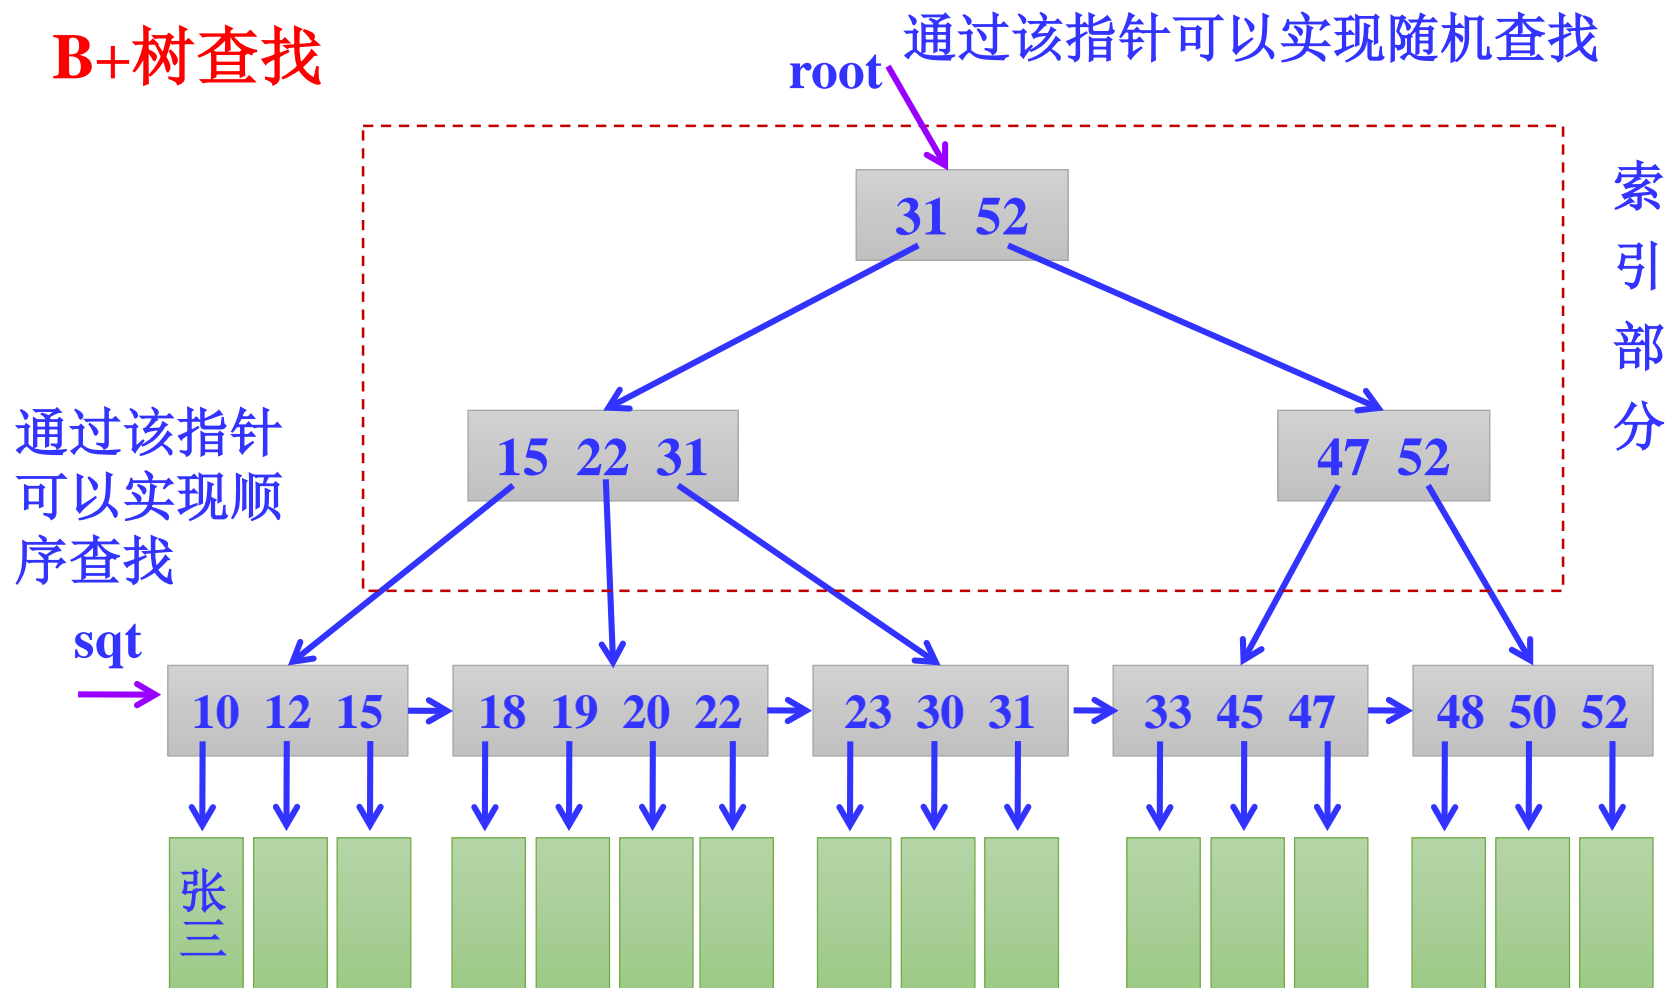 B+树查找
通过该指针可以实现随机查找
root
31 52
索引部分
15 22 31
47 52
通过该指针
可以实现顺
序查找
sqt
10 12 15
18 19 20 22
23 30 31
33 45 47
48 50 52
张三